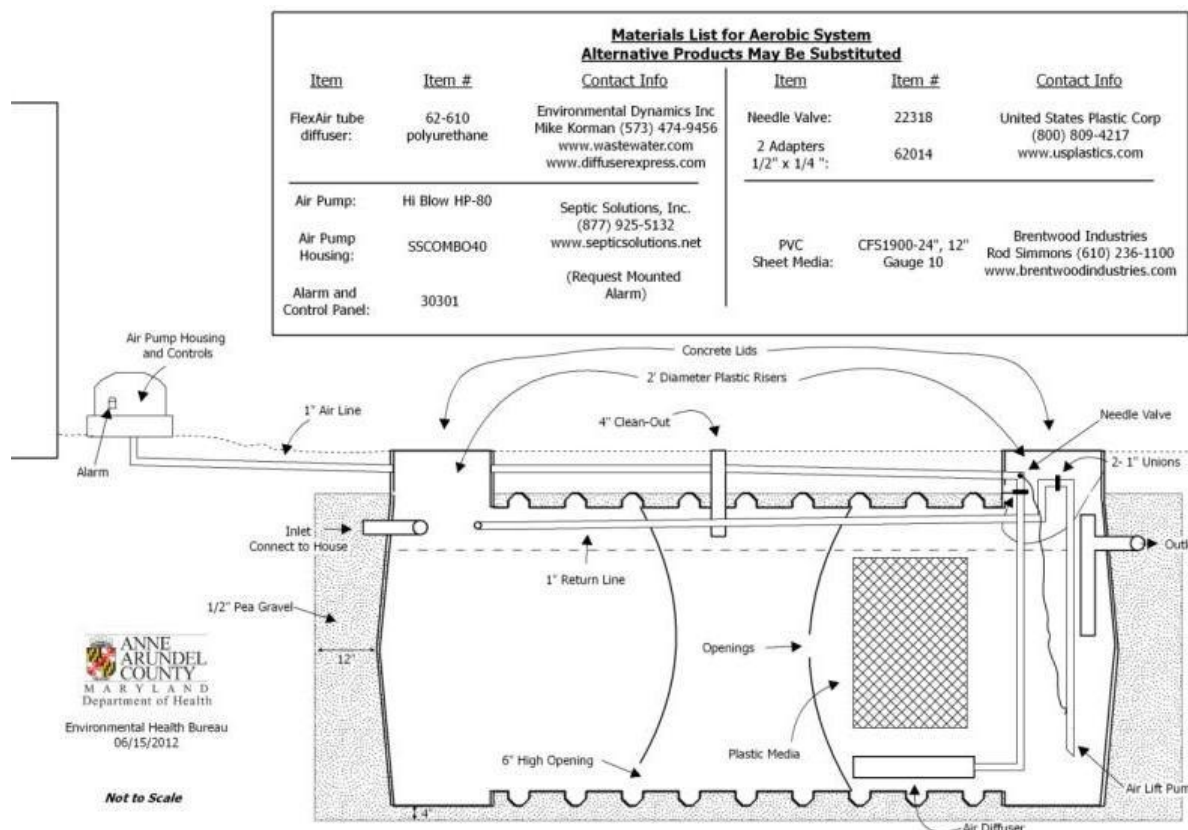 Materials List for Aerobic System
Alternative Products May Be Substituted
Item Item # Contact Info
FlexAir tube
diffuser:
62-610
polyurethane
Environmental Dynamics Inc
Mike Korman (573) 474-9456
www.wastewater.com
www.diffuserexpress.com
Air Pump: Hi Blow HP-80
Air Pump
Housing:
SSCOMBO40
Alarm and
Control Panel:
30301
Septic Solutions, Inc.
(877) 925-5132
www.septicsolutions.net
(Request Mounted
Alarm)
Item Item # Contact Info
Needle Valve: 22318
2 Adapters
1/2" x 1/4 ":
62014
United States Plastic Corp
(800) 809-4217
www.usplastics.com
PVC
Sheet Media:
CFS1900-24", 12"
Gauge 10
Brentwood Industries
Rod Simmons (610) 236-1100
www.brentwoodindustries.com
Air Pump Housing
and Controls
Concrete Lids
2' Diameter Plastic Risers
1" Air Line
4" Clean-Out
Needle Valve
Alarm
2- 1" Unions
Inlet
Connect to House
Outl
1" Return Line
1/2" Pea Gravel
Openings
12"
ANNE
ARUNDEL
COUNTY
MARYLAND
Department of Health
Environmental Health Bureau
06/15/2012
Plastic Media
6" High Opening
Not to Scale
Air Lift Pum
4"
Air Diffuser